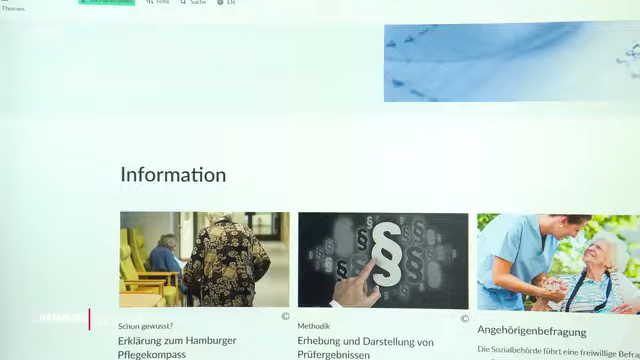 Themen
Hilfe
Suche
EN
Information
©
©
Schon gewusst?
Erklärung zum Hamburger
Pflegekompass
Methodik
Erhebung und Darstellung von
Prüfergebnissen
Angehörigenbefragung
Die Sozialbehörde führt eine freiwillige Befra